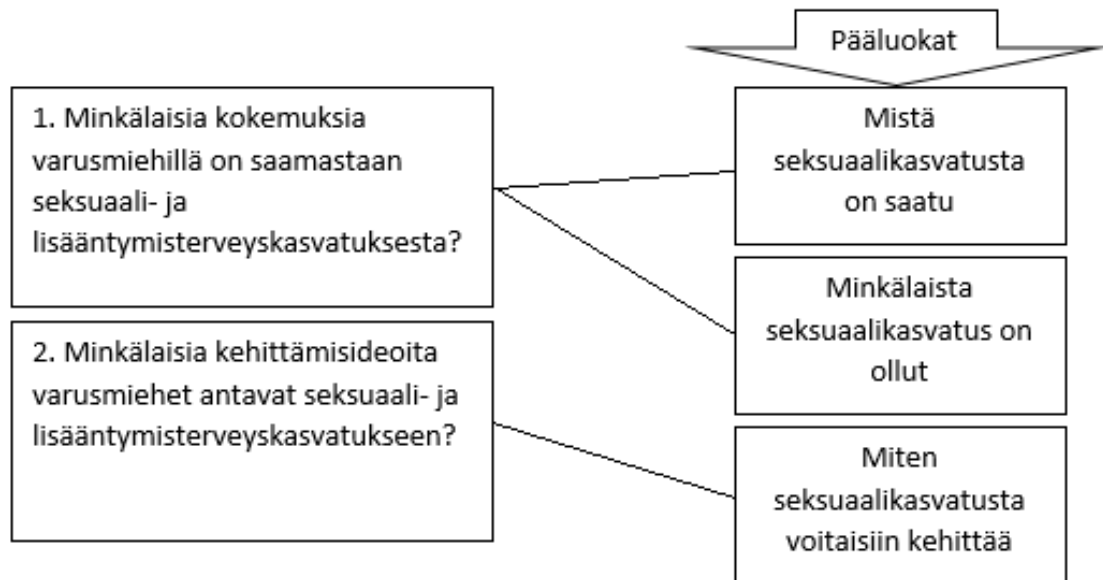 Pääluokat
1. Minkälaisia kokemuksia
varusmiehillä on saamastaan
seksuaali- ja
lisääntymisterveyskasvatuksesta?
2. Minkälaisia kehittämisideoita
varusmiehet antavat seksuaali- ja
lisääntymisterveyskasvatukseen?
Mistä
seksuaalikasvatusta
on saatu
Minkälaista
seksuaalikasvatus on
ollut
Miten
seksuaalikasvatusta
voitaisiin kehittää